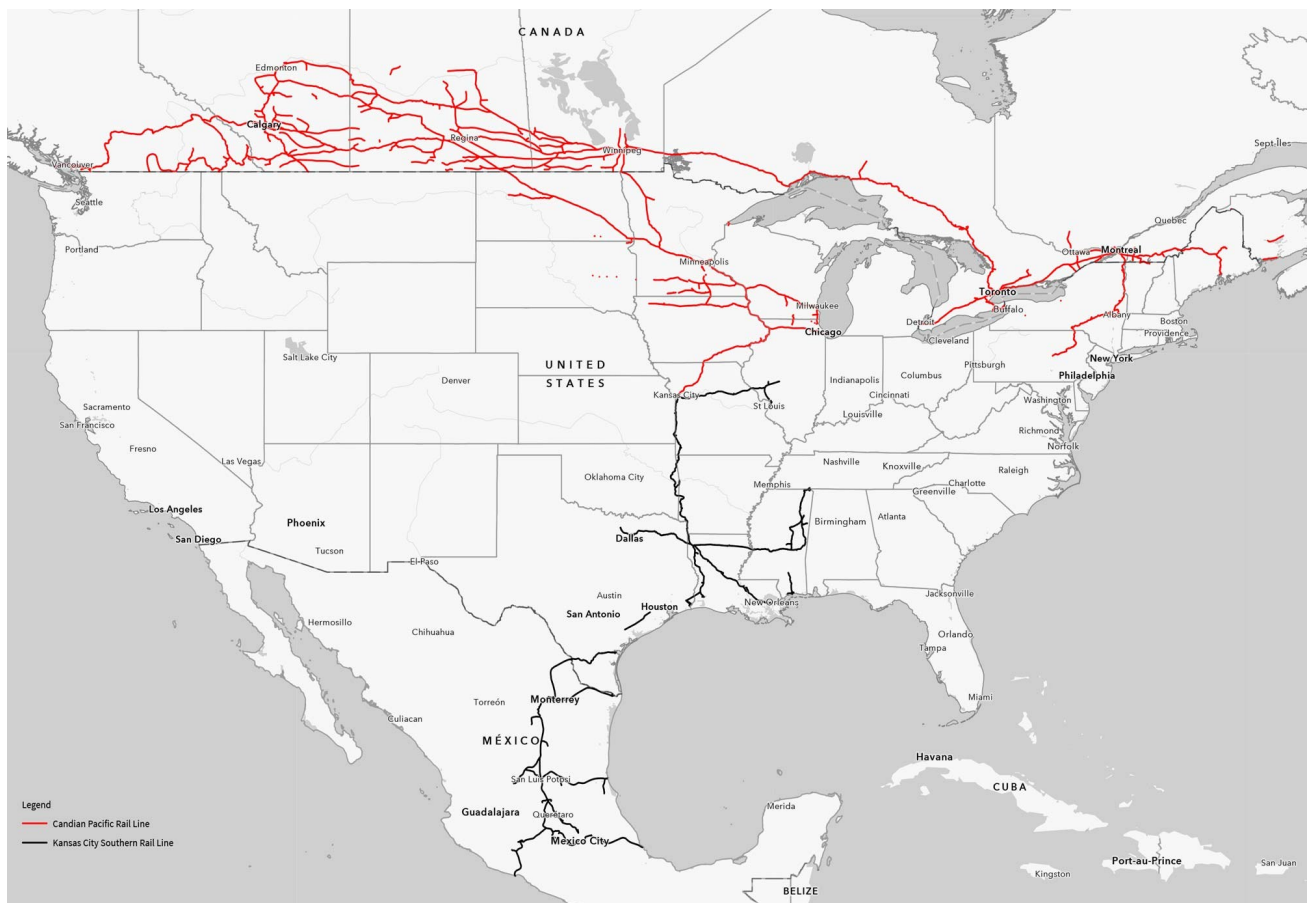 CANADA
Edmonton
Calgary
Regina
Winnipeg
Vancouver
Seattle
Portland
Sept Îles
Quebec
Ottawa
Montreal
Minneapolis
Toronto
Milwaukee
Buffalo
Albany
Detroit
Boston
Chicago
Providence
Cleveland
Salt Lake City
UNITED
STATES
New York
Pittsburgh
Denver
Indianapolis
Columbus
Philadelphia
Kansas City
Cincinnati
Washington
Sacramento
St Louis
Louisville
San Francisco
Richmond
Norfolk
Fresno
Las Vegas
Nashville
Knoxville
Raleigh
Oklahoma City
Memphis
Charlotte
Greenville
Los Angeles
Phoenix
Birmingham
Atlanta
San Diego
Dallas
Tucson
El Paso
Austin
Jacksonville
New Orleans
San Antonio
Houston
Hermosillo
Chihuahua
Orlando
Tampa
Miami
Torreón
Monterrey
Culiacan
MÉXICO
Havana
San Luis Potosí
CUBA
Legend
Candian Pacific Rail Line
Kansas City Southern Rail Line
Guadalajara
Querétaro
Mexico City
Merida
Port-au-Prince
San Juan
Kingston
BELIZE